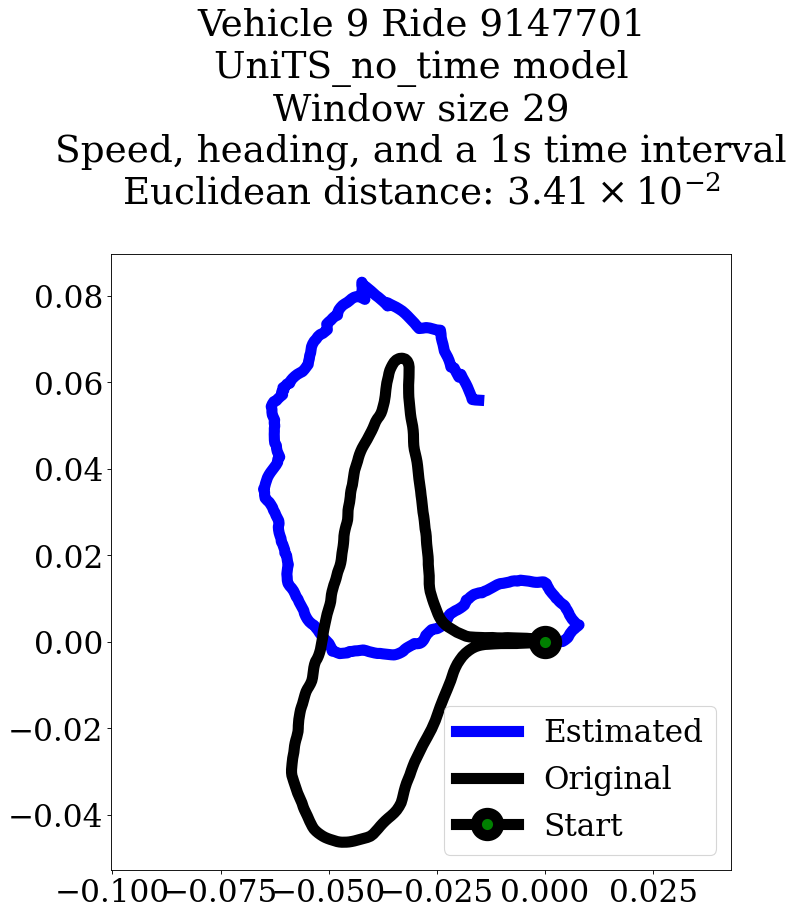 Vehicle 9 Ride 9147701
UniTS_no_time model
Window size 29
Speed, heading, and a 1s time interval
Euclidean distance: 3.41 × 10⁻²
0.08
0.06
0.04
0.02
0.00
−0.02
−0.04
Estimated
Original
Start
−0.100 −0.075 −0.050 −0.025 0.000 0.025